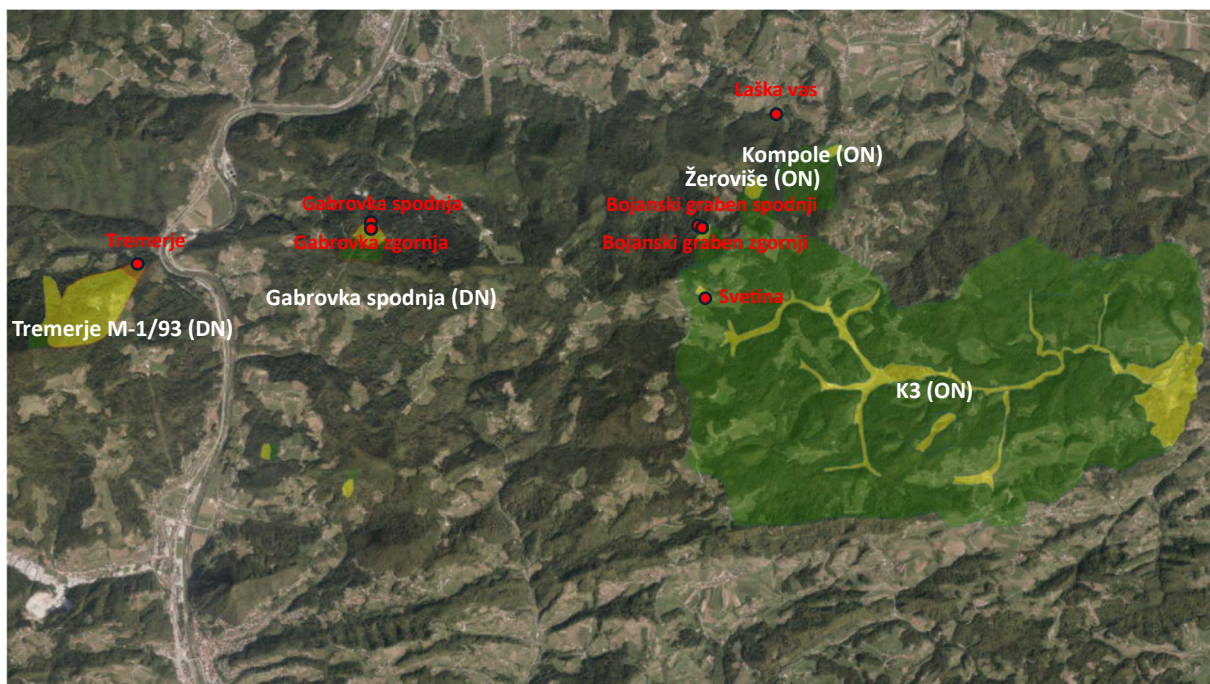 Laška vas
Kompole (ON)
Žeroviše (ON)
Gabrovka spodnja
Bojanski graben spodnji
Tremerje
Gabrovka zgornja
Bojanski graben zgornji
Gabrovka spodnja (DN)
Svetina
Tremerje M-1/93 (DN)
K3 (ON)